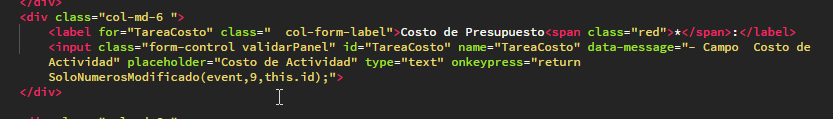 </div>
<div class="col-md-6 ">
<label for="TareaCosto" class="  col-form-label">Costo de Presupuesto<span class="red">*</span>:</label>
<input class="form-control validarPanel" id="TareaCosto" name="TareaCosto" data-message="- Campo  Costo de
Actividad" placeholder="Costo de Actividad" type="text" onkeypress="return
SoloNumerosModificado(event,9,this.id);">
</div>